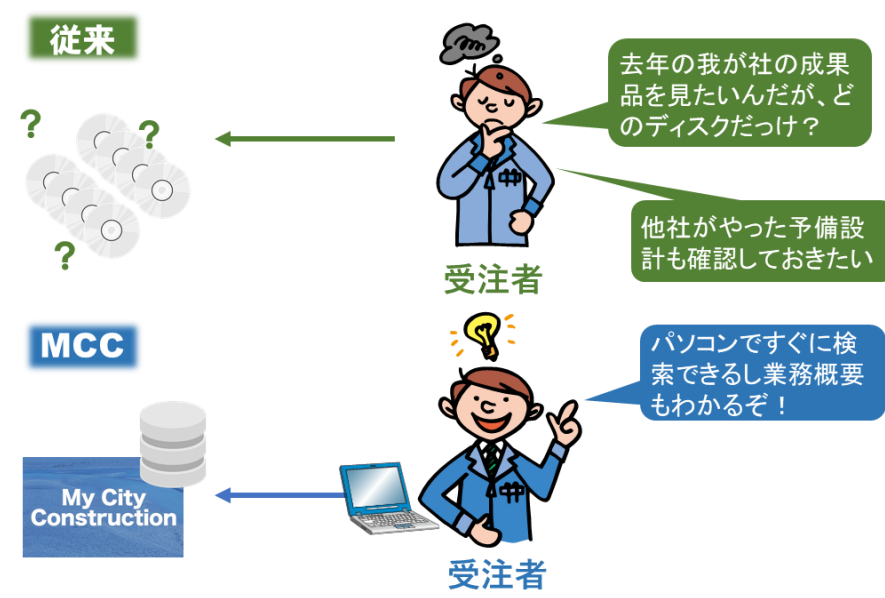 従来
去年の我が社の成果
品を見たいんだが、ど
のディスクだっけ？
?
?
?
他社がやった予備設
計も確認しておきたい
受注者
MCC
パソコンですぐに検
索できるし業務概要
もわかるぞ！
My City
Construction
受注者